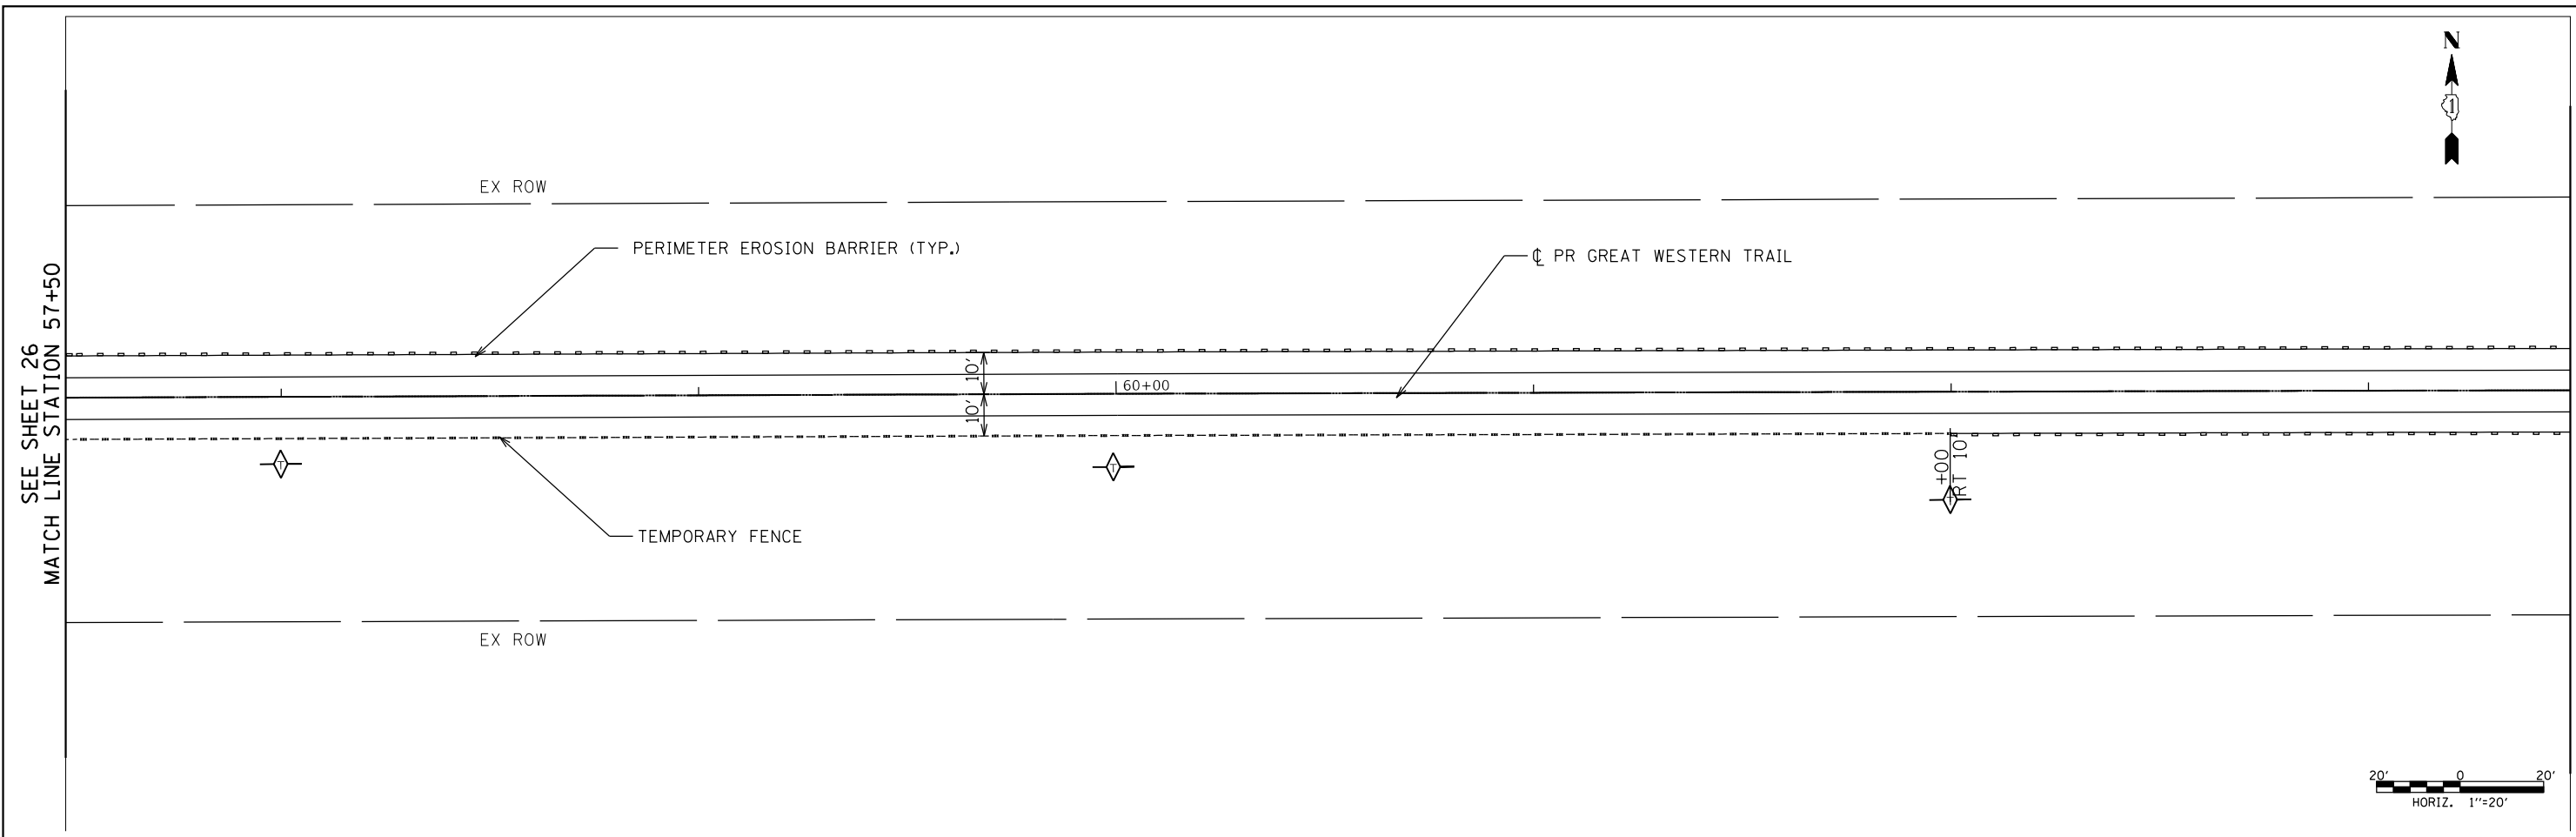 N
1
EX ROW
PERIMETER EROSION BARRIER (TYP.)
℄ PR GREAT WESTERN TRAIL
SEE SHEET 26
MATCH LINE STATION 57+50
10'
10'
60+00
T
T
T
+00
RT 10
TEMPORARY FENCE
EX ROW
20' 0 20'
HORIZ. 1"=20'